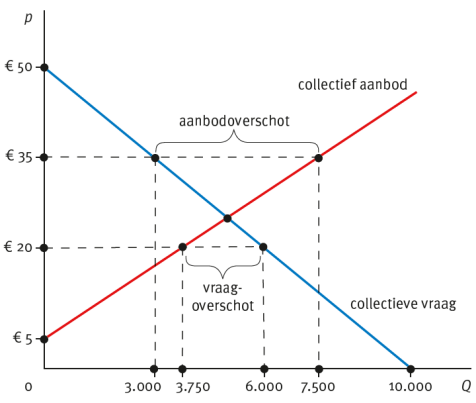 p
€ 50
collectief aanbod
aanbodoverschot
€ 35
€ 20
vraag-
overschot
collectieve vraag
€ 5
0
3.000
3.750
6.000
7.500
10.000
Q